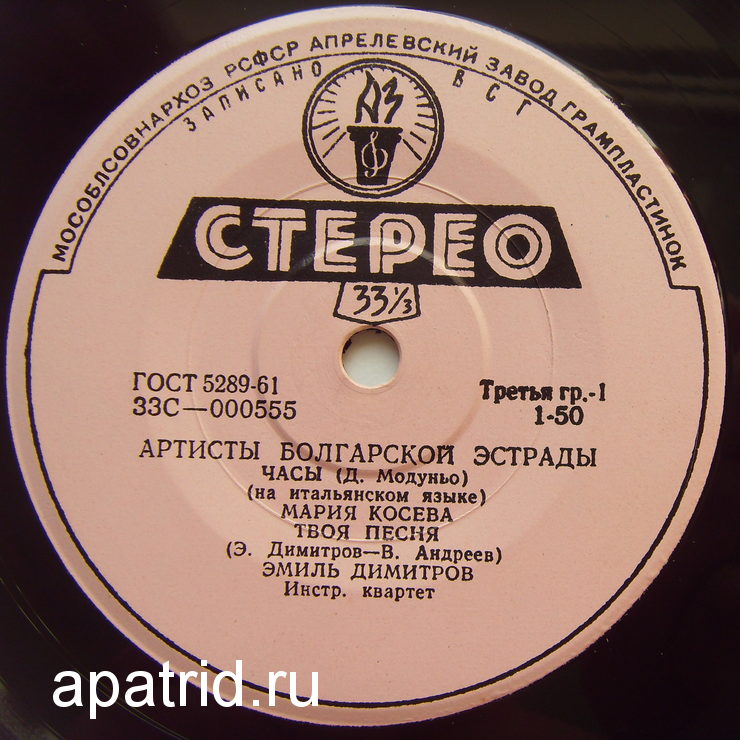 МОСОБЛСОВНАРХОЗ РСФСР АПРЕЛЕВСКИЙ ЗАВОД ГРАМПЛАСТИНОК
ЗАПИСАНО ВСГ
АЗ
СТЕРЕО
33⅓
ГОСТ 5289-61
33С—000555
Третья гр.-1
1-50
АРТИСТЫ БОЛГАРСКОЙ ЭСТРАДЫ
ЧАСЫ (Д. Модуньо)
(на итальянском языке)
МАРИЯ КОСЕВА
ТВОЯ ПЕСНЯ
(Э. Димитров—В. Андреев)
ЭМИЛЬ ДИМИТРОВ
Инстр. квартет
apatrid.ru